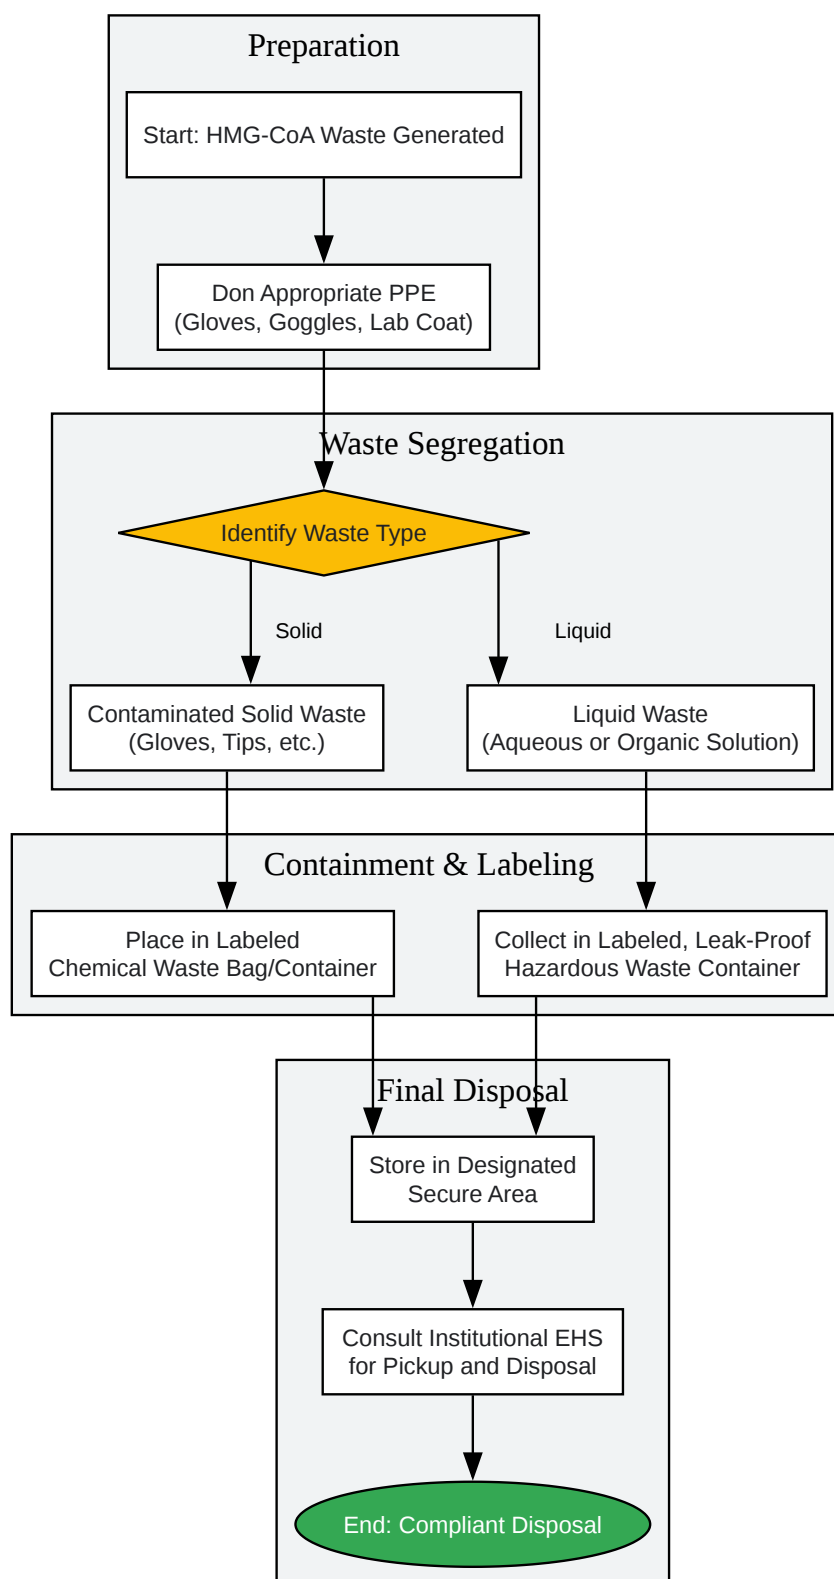 Preparation
Start: HMG-CoA Waste Generated
Don Appropriate PPE
(Gloves, Goggles, Lab Coat)
Waste Segregation
Identify Waste Type
Solid
Liquid
Contaminated Solid Waste
(Gloves, Tips, etc.)
Liquid Waste
(Aqueous or Organic Solution)
Containment & Labeling
Place in Labeled
Chemical Waste Bag/Container
Collect in Labeled, Leak-Proof
Hazardous Waste Container
Final Disposal
Store in Designated
Secure Area
Consult Institutional EHS
for Pickup and Disposal
End: Compliant Disposal